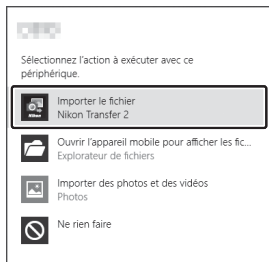 Sélectionnez l'action à exécuter avec ce
périphérique.
Importer le fichier
Nikon Transfer 2
Ouvrir l'appareil mobile pour afficher les fic...
Explorateur de fichiers
Importer des photos et des vidéos
Photos
Ne rien faire